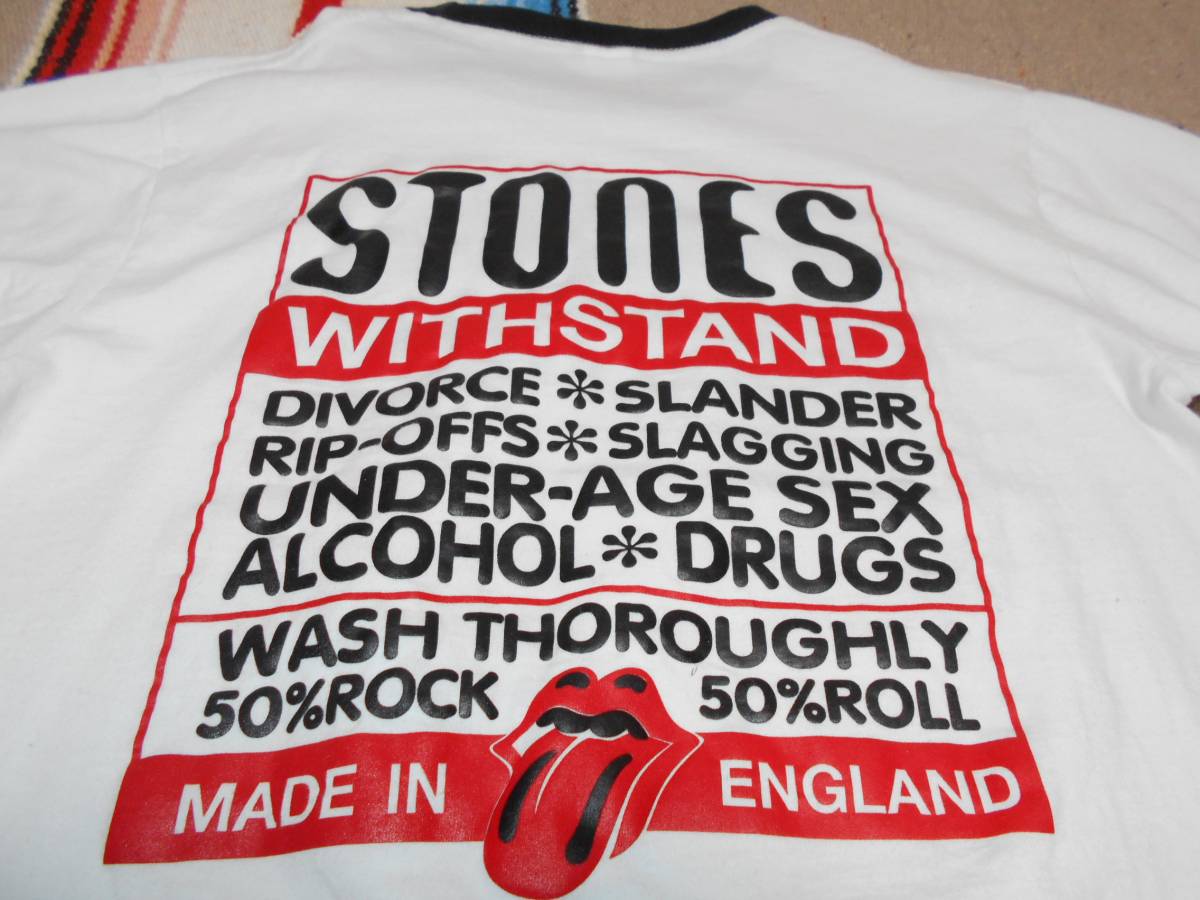 STONES
WITHSTAND
DIVORCE * SLANDER
RIP-OFFS * SLAGGING
UNDER-AGE SEX
ALCOHOL * DRUGS
WASH THOROUGHLY
50%ROCK 50%ROLL
MADE IN ENGLAND